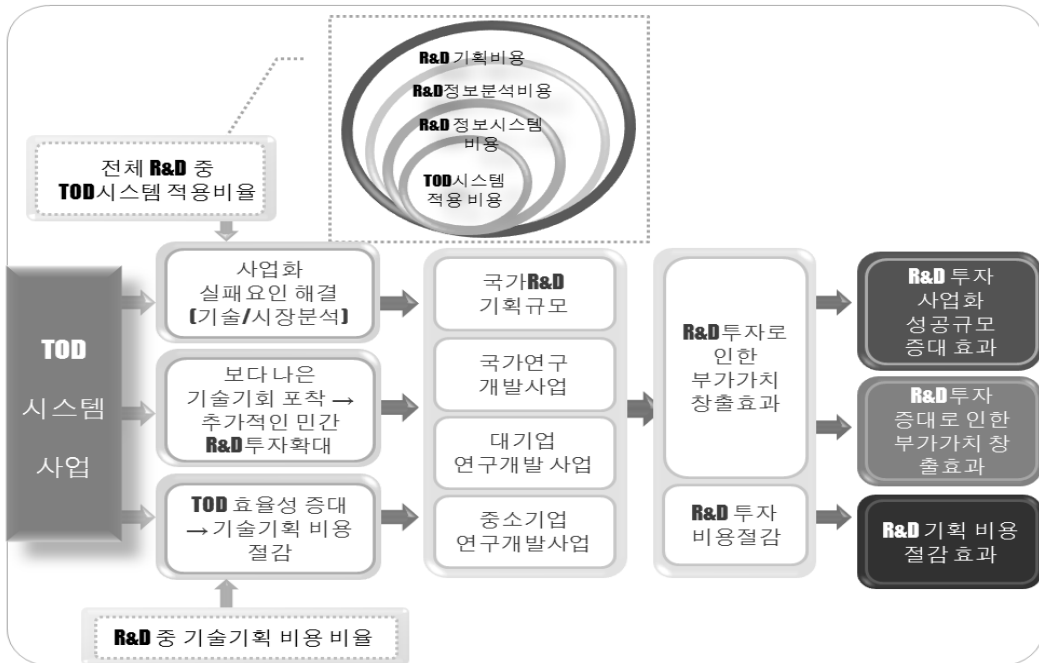 R&D 기획비용
R&D정보분석비용
R&D 정보시스템
비용
TOD시스템
적용 비용
전체 R&D 중
TOD시스템 적용비율
TOD
시스템
사업
사업화
실패요인 해결
(기술/시장분석)
보다 나은
기술기회 포착 →
추가적인 민간
R&D투자확대
TOD 효율성 증대
→ 기술기획 비용
절감
R&D 중 기술기획 비용 비율
국가R&D
기획규모
국가연구
개발사업
대기업
연구개발 사업
중소기업
연구개발사업
R&D투자로
인한
부가가치
창출효과
R&D 투자
비용절감
R&D 투자
사업화
성공규모
증대 효과
R&D투자
증대로 인한
부가가치 창
출효과
R&D 기획 비용
절감 효과